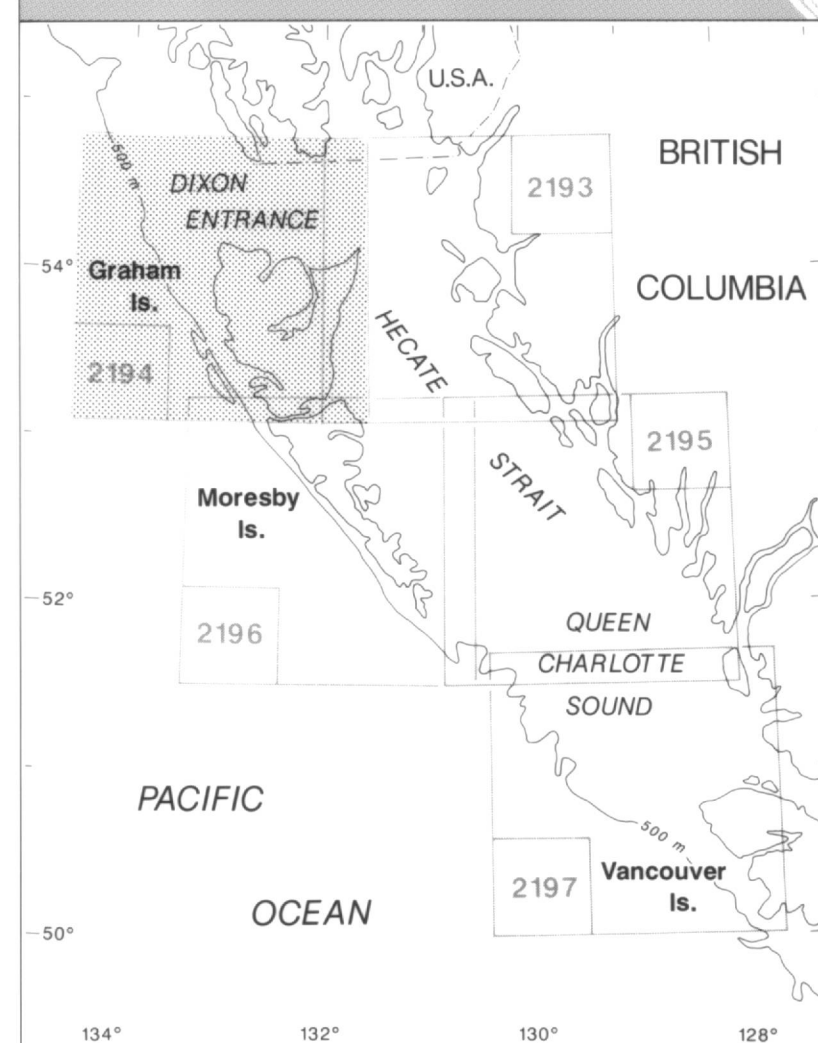 U.S.A.
BRITISH
COLUMBIA
500 m
DIXON
ENTRANCE
2193
54°
Graham
Is.
2194
HECATE
STRAIT
2195
Moresby
Is.
52°
2196
QUEEN
CHARLOTTE
SOUND
PACIFIC
OCEAN
500 m
2197
Vancouver
Is.
50°
134°
132°
130°
128°